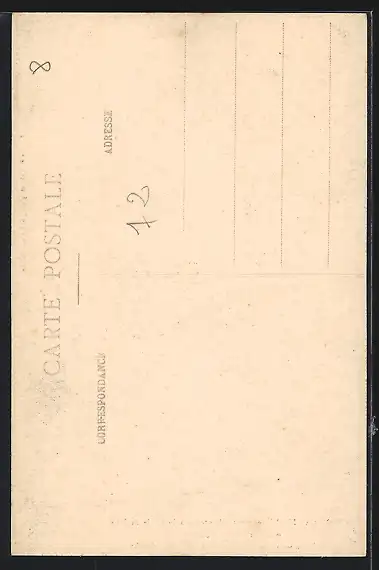 8
CARTE POSTALE
CORRESPONDANCE
ADRESSE
12